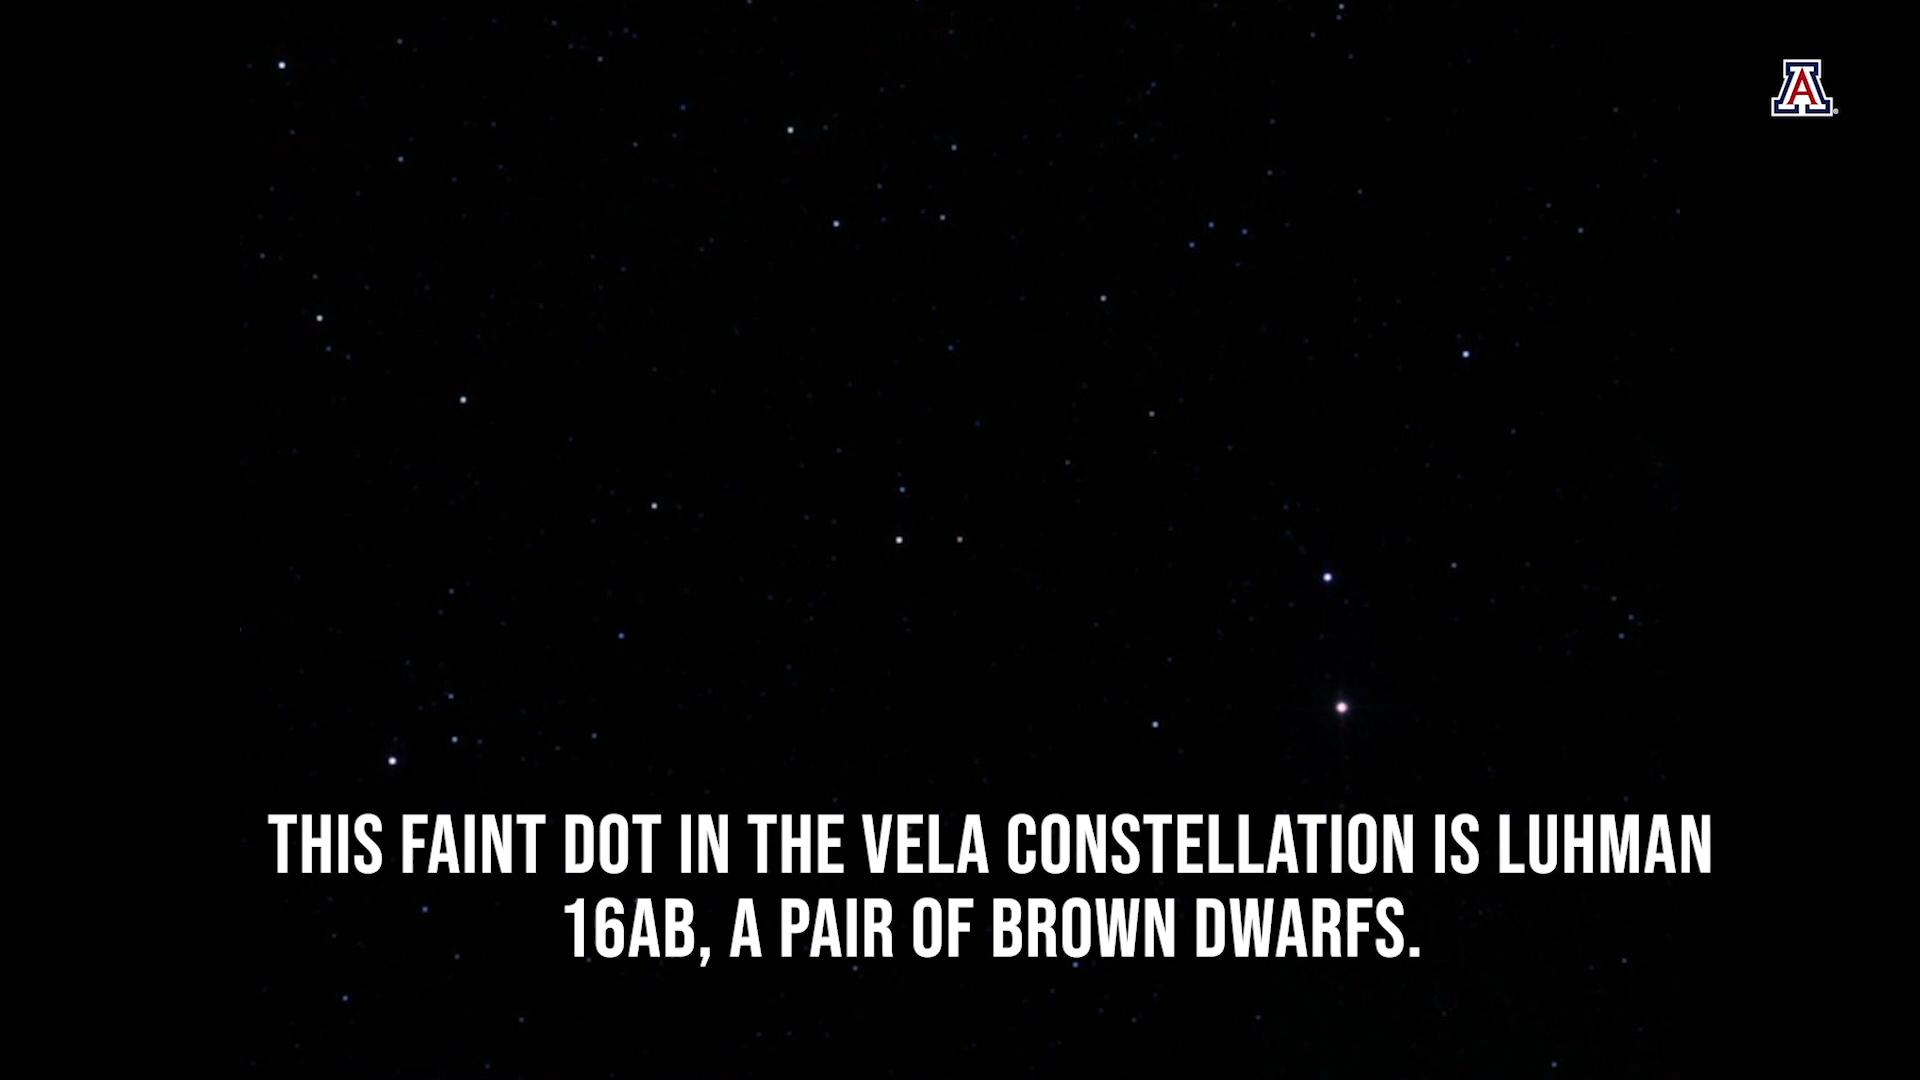 A
THIS FAINT DOT IN THE VELA CONSTELLATION IS LUHMAN
16AB, A PAIR OF BROWN DWARFS.